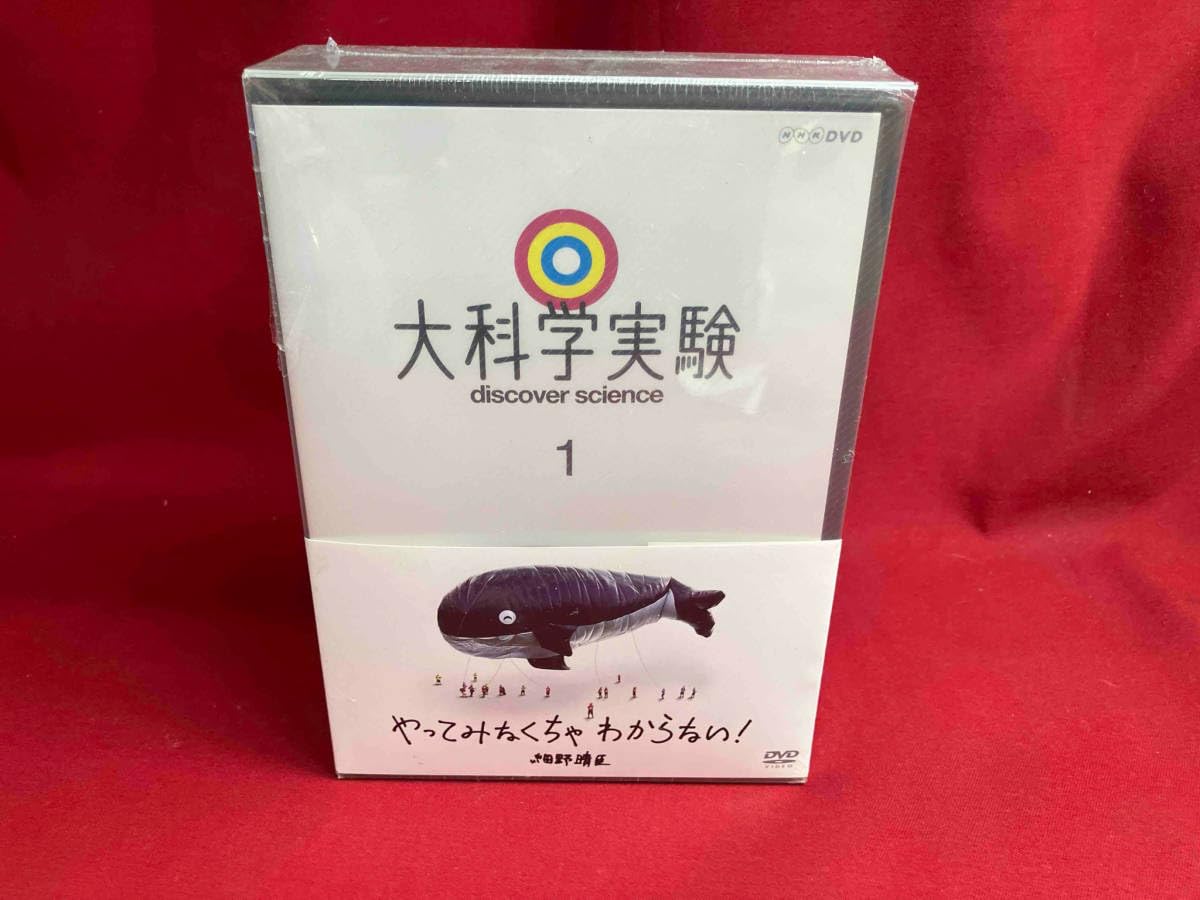 NHK DVD
大科学実験
discover science
1
やってみなくちゃ わからない!
細野晴臣
DVD
VIDEO